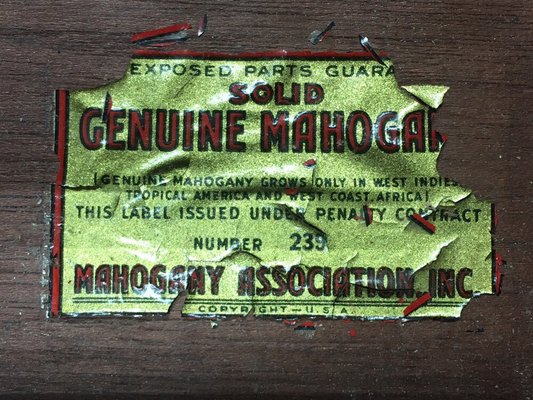 EXPOSED PARTS GUARA
SOLID
GENUINE MAHOGAN
(GENUINE MAHOGANY GROWS ONLY IN WEST INDIES
TROPICAL AMERICA AND WEST COAST AFRICA)
THIS LABEL ISSUED UNDER PENALTY CONTRACT
NUMBER 239
MAHOGANY ASSOCIATION, INC.
COPYRIGHT-U.S.A.